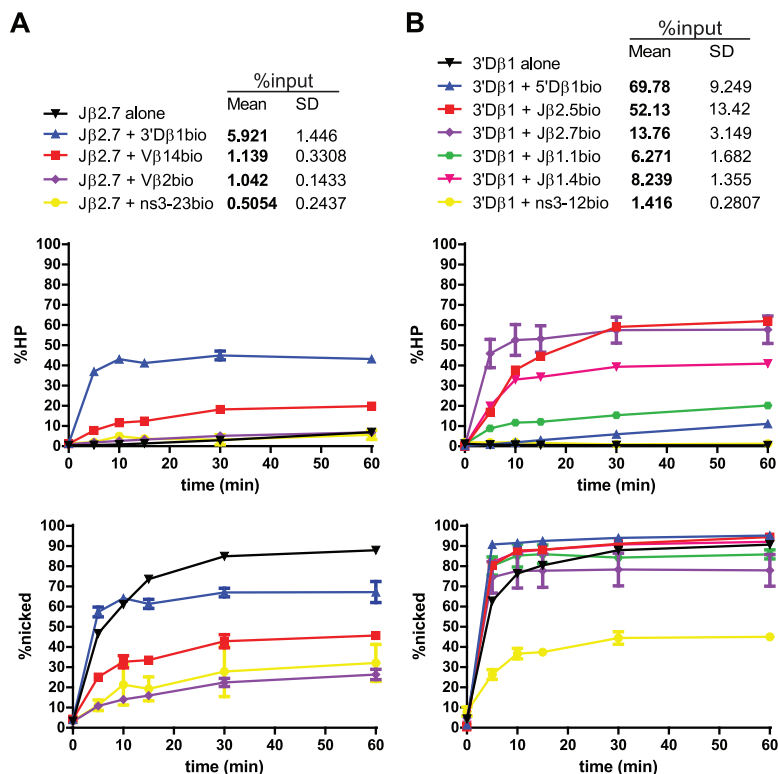 A
%input
Mean SD
Jβ2.7 alone
Jβ2.7 + 3'Dβ1bio 5.921 1.446
Jβ2.7 + Vβ14bio 1.139 0.3308
Jβ2.7 + Vβ2bio 1.042 0.1433
Jβ2.7 + ns3-23bio 0.5054 0.2437
100
90
80
70
60
50
40
30
20
10
0
%HP
0 10 20 30 40 50 60
time (min)
100
90
80
70
60
50
40
30
20
10
0
%nicked
0 10 20 30 40 50 60
time (min)
B
%input
Mean SD
3'Dβ1 alone
3'Dβ1 + 5'Dβ1bio 69.78 9.249
3'Dβ1 + Jβ2.5bio 52.13 13.42
3'Dβ1 + Jβ2.7bio 13.76 3.149
3'Dβ1 + Jβ1.1bio 6.271 1.682
3'Dβ1 + Jβ1.4bio 8.239 1.355
3'Dβ1 + ns3-12bio 1.416 0.2807
100
90
80
70
60
50
40
30
20
10
0
%HP
0 10 20 30 40 50 60
time (min)
100
90
80
70
60
50
40
30
20
10
0
%nicked
0 10 20 30 40 50 60
time (min)